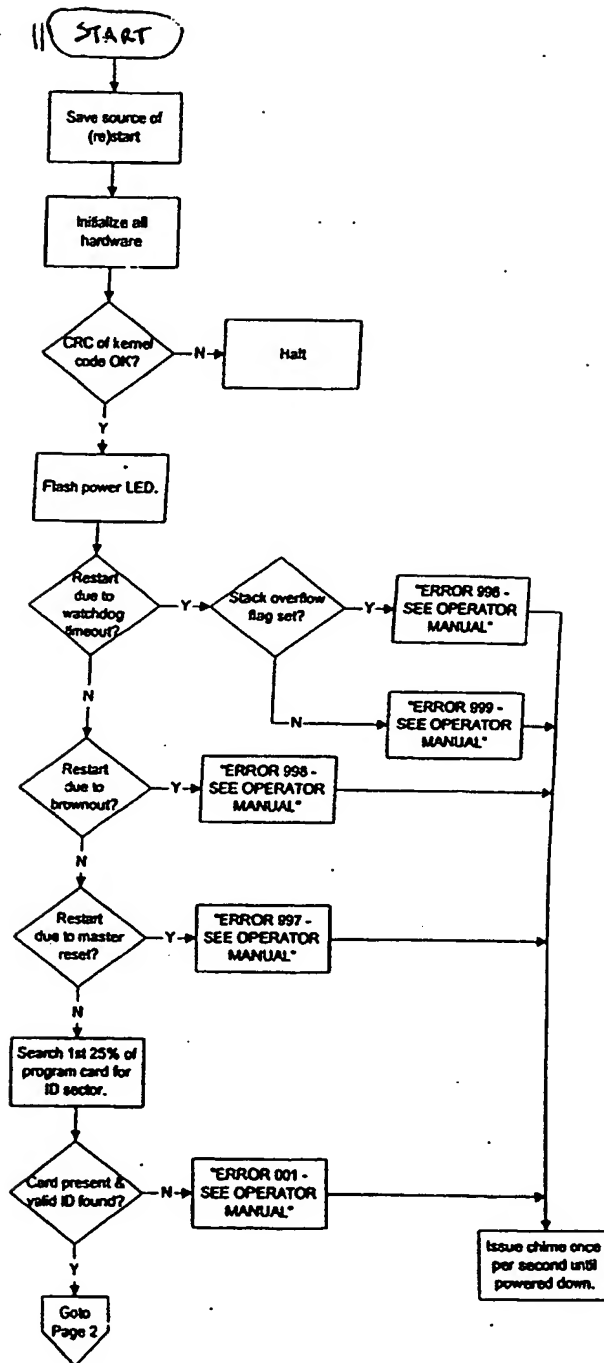 START
Save source of
(re)start
Initialize all
hardware
CRC of kernel
code OK?
N
Halt
Y
Flash power LED.
Restart
due to
watchdog
timeout?
Y
Stack overflow
flag set?
Y
"ERROR 996 -
SEE OPERATOR
MANUAL"
N
N
"ERROR 999 -
SEE OPERATOR
MANUAL"
Restart
due to
brownout?
Y
"ERROR 998 -
SEE OPERATOR
MANUAL"
N
Restart
due to master
reset?
Y
"ERROR 997 -
SEE OPERATOR
MANUAL"
N
Search 1st 25% of
program card for
ID sector.
Card present &
valid ID found?
N
"ERROR 001 -
SEE OPERATOR
MANUAL"
Issue chime once
per second until
powered down.
Y
Goto
Page 2